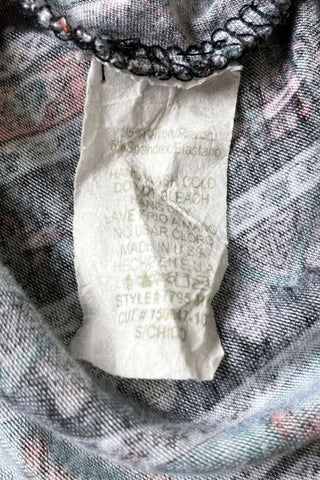 5% Spandex/Elastano
HAND WASH COLD
DO NOT BLEACH
HANG
LAVE FRIO A MANO
NO USAR CLORO
MADE IN U.S.A
HECHO EN E.U.A
STYLE #
CUT #
S/CHICO